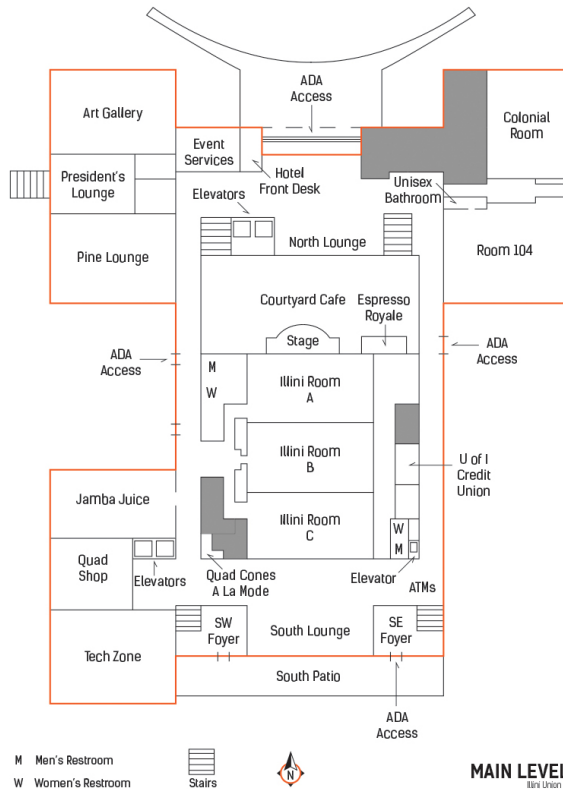 ADA
Access
Art Gallery
Colonial
Room
Event
Services
Hotel
Front Desk
President's
Lounge
Unisex
Bathroom
Elevators
North Lounge
Pine Lounge
Room 104
Courtyard Cafe
Espresso
Royale
Stage
ADA
Access
ADA
Access
M
W
Illini Room
A
Illini Room
B
U of I
Credit
Union
Jamba Juice
Illini Room
C
W
M
Quad
Shop
Elevators
Quad Cones
A La Mode
Elevator
ATMs
SW
Foyer
South Lounge
SE
Foyer
Tech Zone
South Patio
ADA
Access
M Men's Restroom
W Women's Restroom
Stairs
N
MAIN LEVEL
Illini Union